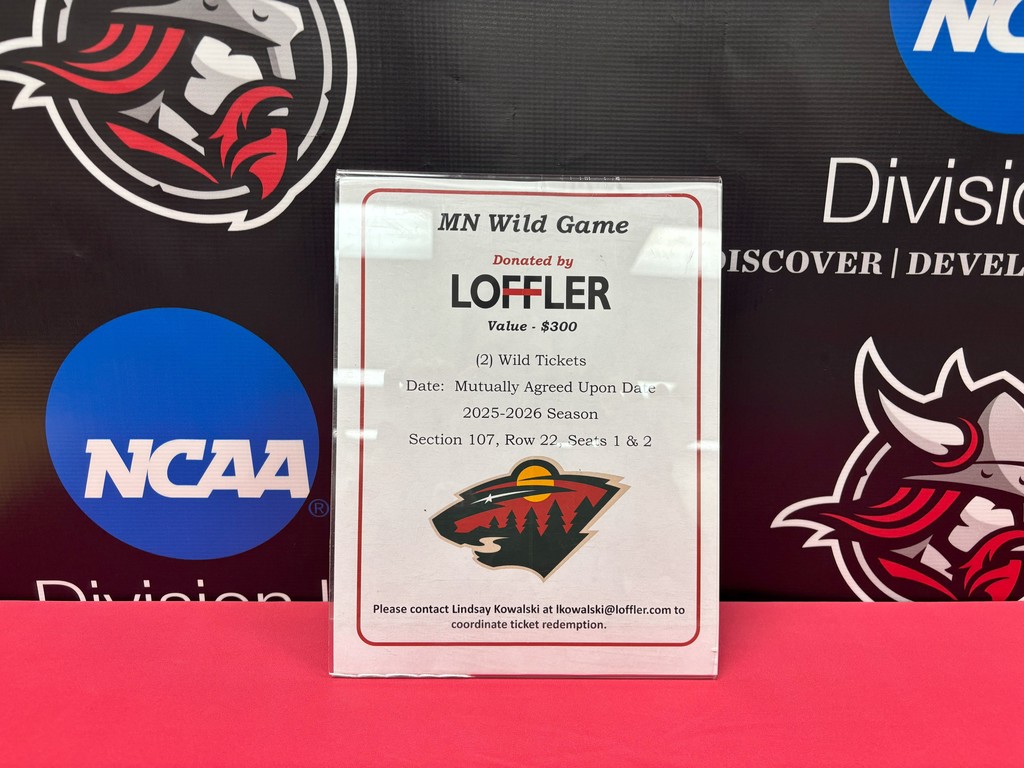 MN Wild Game
Donated by
LOFFLER
Value - $300
(2) Wild Tickets
Date: Mutually Agreed Upon Date
2025-2026 Season
Section 107, Row 22, Seats 1 & 2
Please contact Lindsay Kowalski at lkowalski@loffler.com to
coordinate ticket redemption.
NCAA
®
Division
NC
Divisio
DISCOVER | DEVEL